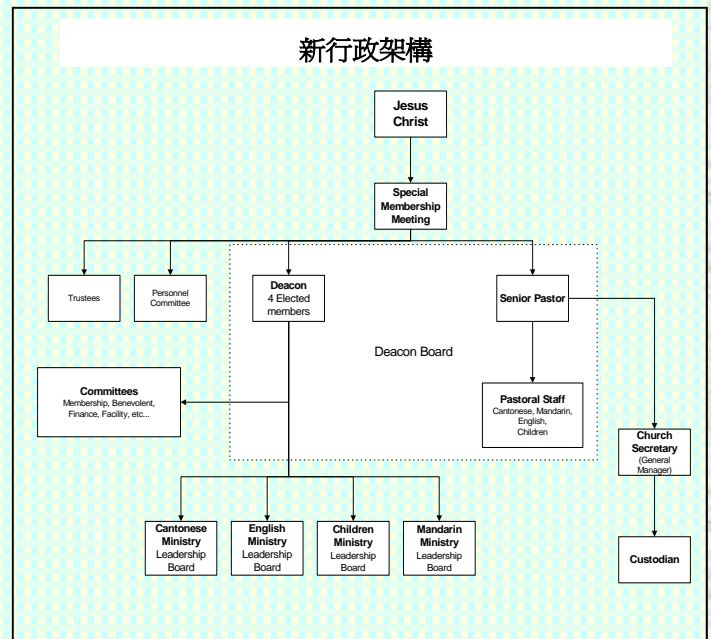 新行政架構
Jesus
Christ
Special
Membership
Meeting
Trustees
Personnel
Committee
Deacon
4 Elected
members
Senior Pastor
Deacon Board
Committees
Membership, Benevolent,
Finance, Facility, etc...
Pastoral Staff
Cantonese, Mandarin,
English,
Children
Church
Secretary
(General
Manager)
Cantonese
Ministry
Leadership
Board
English
Ministry
Leadership
Board
Children
Ministry
Leadership
Board
Mandarin
Ministry
Leadership
Board
Custodian